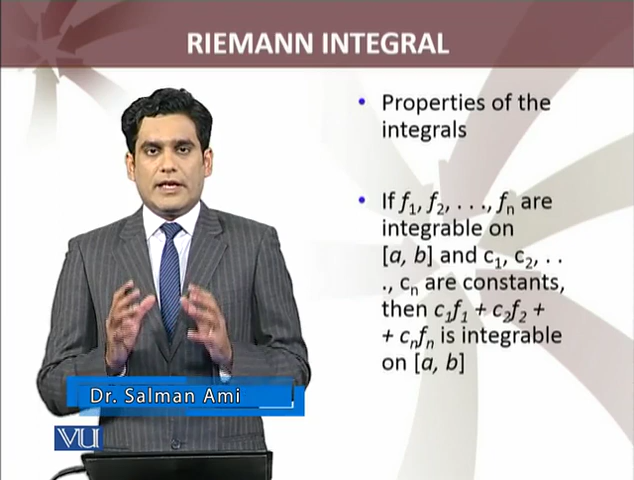 RIEMANN INTEGRAL
• Properties of the
integrals
• If f₁, f₂, . . ., fₙ are
integrable on
[a, b] and c₁, c₂, . .
., cₙ are constants,
then c₁f₁ + c₂f₂ +
+ cₙfₙ is integrable
on [a, b]
Dr. Salman Ami
VU